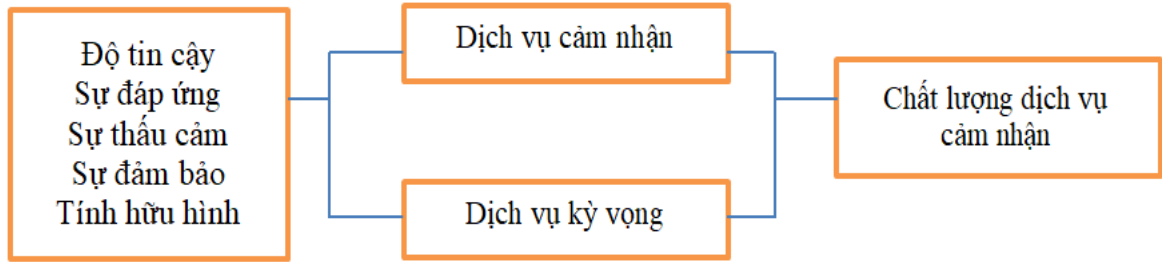 Độ tin cậy
Sự đáp ứng
Sự thấu cảm
Sự đảm bảo
Tính hữu hình
Dịch vụ cảm nhận
Dịch vụ kỳ vọng
Chất lượng dịch vụ
cảm nhận